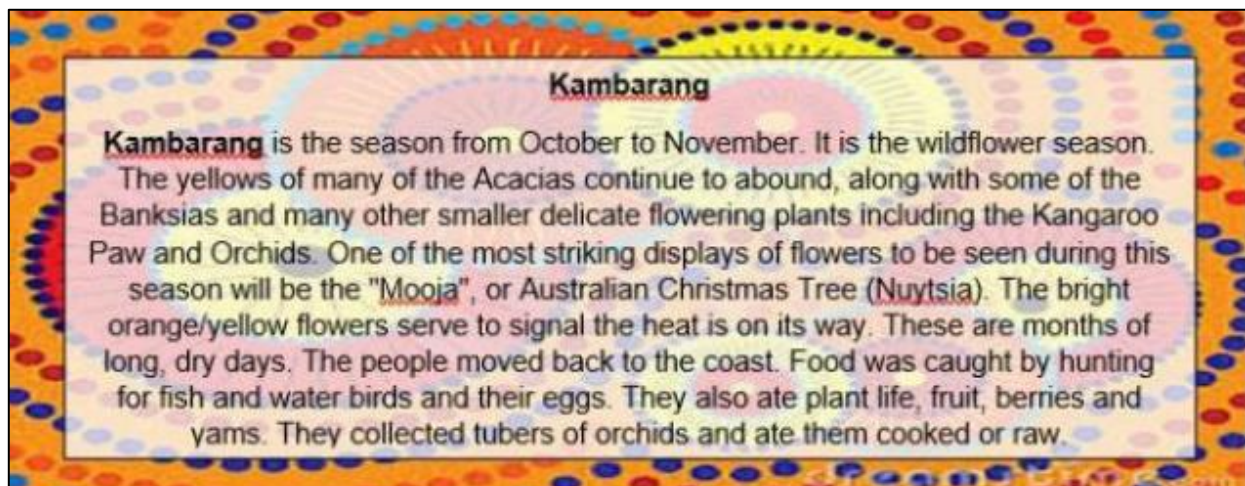 Kambarang
Kambarang is the season from October to November. It is the wildflower season.
The yellows of many of the Acacias continue to abound, along with some of the
Banksias and many other smaller delicate flowering plants including the Kangaroo
Paw and Orchids. One of the most striking displays of flowers to be seen during this
season will be the "Mooja", or Australian Christmas Tree (Nuytsia). The bright
orange/yellow flowers serve to signal the heat is on its way. These are months of
long, dry days. The people moved back to the coast. Food was caught by hunting
for fish and water birds and their eggs. They also ate plant life, fruit, berries and
yams. They collected tubers of orchids and ate them cooked or raw.